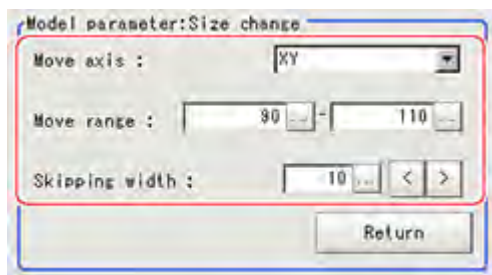 Model parameter:Size change
Move axis : XY
Move range : 90 ... - 110 ...
Skipping width : 10 ... < >
Return